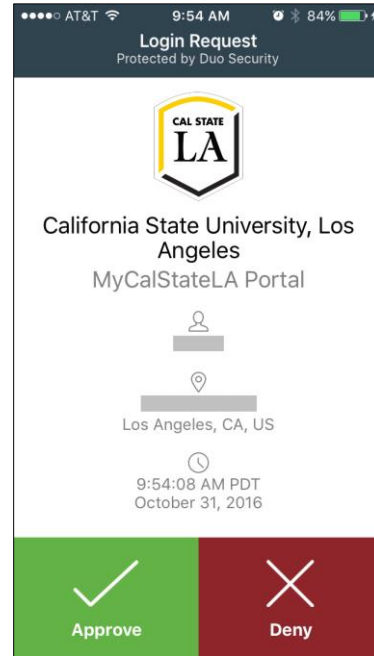 AT&T 9:54 AM 84%
Login Request
Protected by Duo Security
CAL STATE
LA
California State University, Los
Angeles
MyCalStateLA Portal
Los Angeles, CA, US
9:54:08 AM PDT
October 31, 2016
Approve Deny